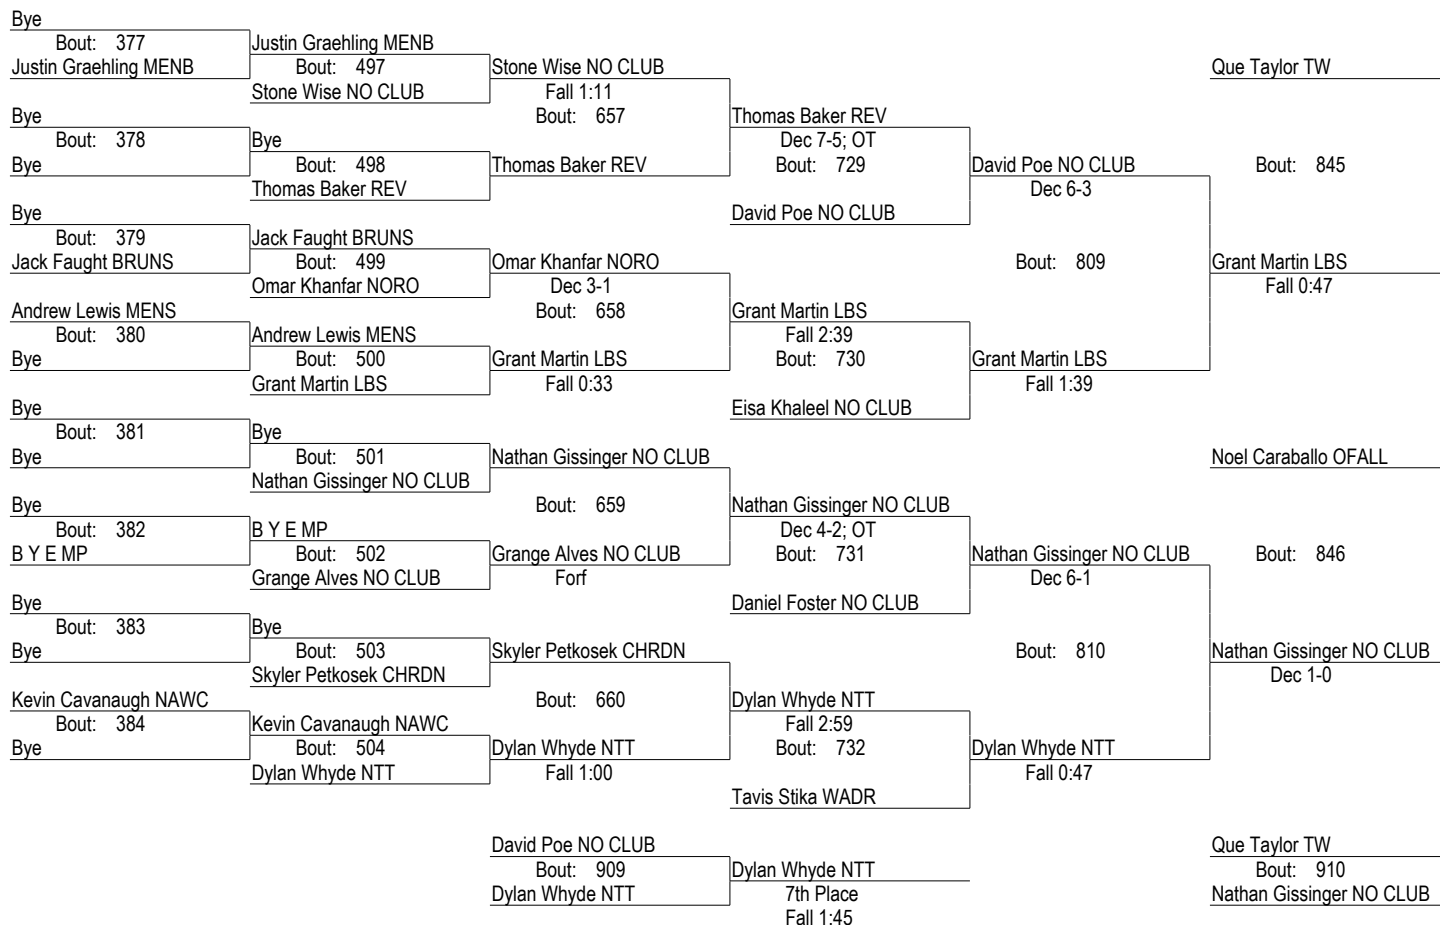 Bye
Bout: 377
Justin Graehling MENB
Justin Graehling MENB
Bout: 497
Stone Wise NO CLUB
Stone Wise NO CLUB
Fall 1:11
Bout: 657
Que Taylor TW
Bye
Bout: 378
Bye
Bye
Bout: 498
Thomas Baker REV
Thomas Baker REV
Thomas Baker REV
Dec 7-5; OT
Bout: 729
David Poe NO CLUB
David Poe NO CLUB
Dec 6-3
Bout: 845
Bye
Bout: 379
Jack Faught BRUNS
Jack Faught BRUNS
Bout: 499
Omar Khanfar NORO
Omar Khanfar NORO
Dec 3-1
Bout: 658
Bout: 809
Grant Martin LBS
Fall 0:47
Andrew Lewis MENS
Bout: 380
Bye
Andrew Lewis MENS
Bout: 500
Grant Martin LBS
Grant Martin LBS
Fall 0:33
Grant Martin LBS
Fall 2:39
Bout: 730
Eisa Khaleel NO CLUB
Grant Martin LBS
Fall 1:39
Bye
Bout: 381
Bye
Bye
Bout: 501
Nathan Gissinger NO CLUB
Nathan Gissinger NO CLUB
Bout: 659
Noel Caraballo OFALL
Bye
Bout: 382
B Y E MP
B Y E MP
Bout: 502
Grange Alves NO CLUB
Grange Alves NO CLUB
Forf
Nathan Gissinger NO CLUB
Dec 4-2; OT
Bout: 731
Daniel Foster NO CLUB
Nathan Gissinger NO CLUB
Dec 6-1
Bout: 846
Bye
Bout: 383
Bye
Bye
Bout: 503
Skyler Petkosek CHRDN
Skyler Petkosek CHRDN
Bout: 660
Bout: 810
Nathan Gissinger NO CLUB
Dec 1-0
Kevin Cavanaugh NAWC
Bout: 384
Bye
Kevin Cavanaugh NAWC
Bout: 504
Dylan Whyde NTT
Dylan Whyde NTT
Fall 1:00
Dylan Whyde NTT
Fall 2:59
Bout: 732
Tavis Stika WADR
Dylan Whyde NTT
Fall 0:47
David Poe NO CLUB
Bout: 909
Dylan Whyde NTT
Dylan Whyde NTT
7th Place
Fall 1:45
Que Taylor TW
Bout: 910
Nathan Gissinger NO CLUB